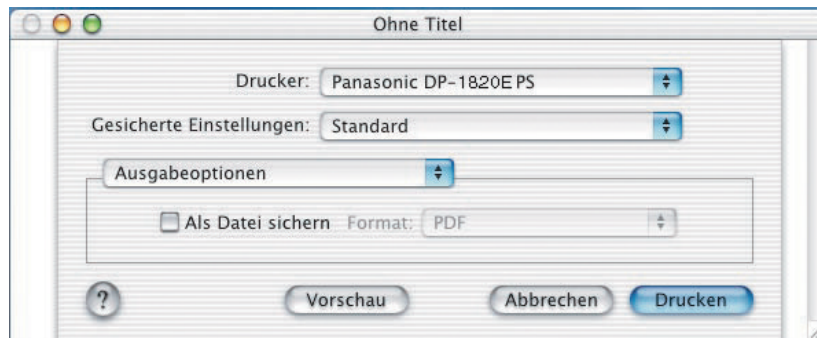 Ohne Titel
Drucker: Panasonic DP-1820E PS
Gesicherte Einstellungen: Standard
Ausgabeoptionen
Als Datei sichern Format: PDF
? Vorschau Abbrechen Drucken